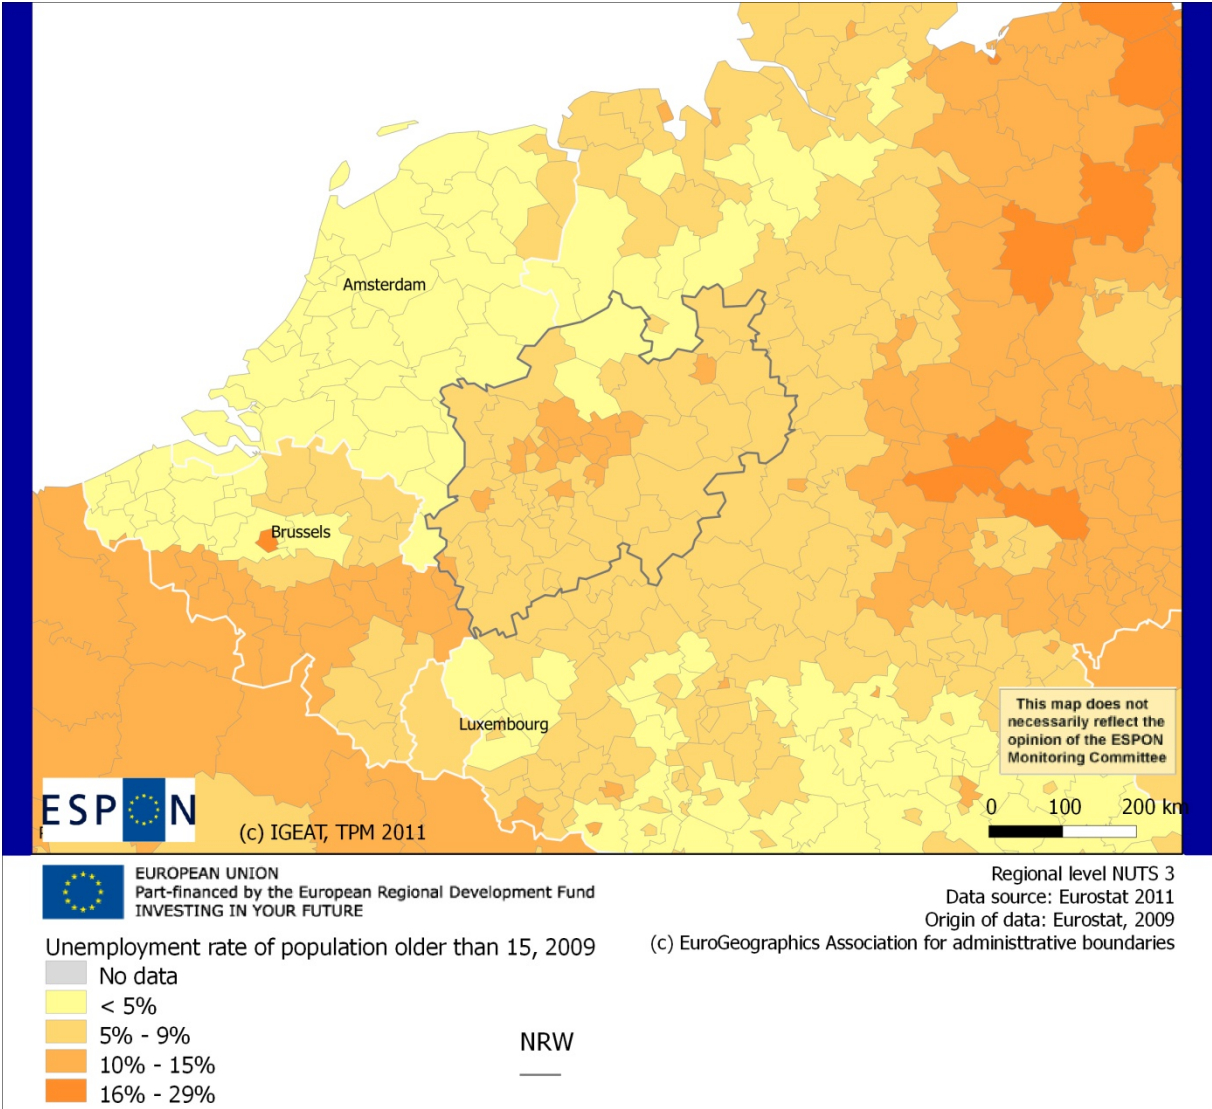 Amsterdam
Brussels
Luxembourg
This map does not
necessarily reflect the
opinion of the ESPON
Monitoring Committee
0 100 200 km
ESPON
(c) IGEAT, TPM 2011
EUROPEAN UNION
Part-financed by the European Regional Development Fund
INVESTING IN YOUR FUTURE
Regional level NUTS 3
Data source: Eurostat 2011
Origin of data: Eurostat, 2009
(c) EuroGeographics Association for administtrative boundaries
Unemployment rate of population older than 15, 2009
No data
< 5%
5% - 9%
10% - 15%
16% - 29%
NRW